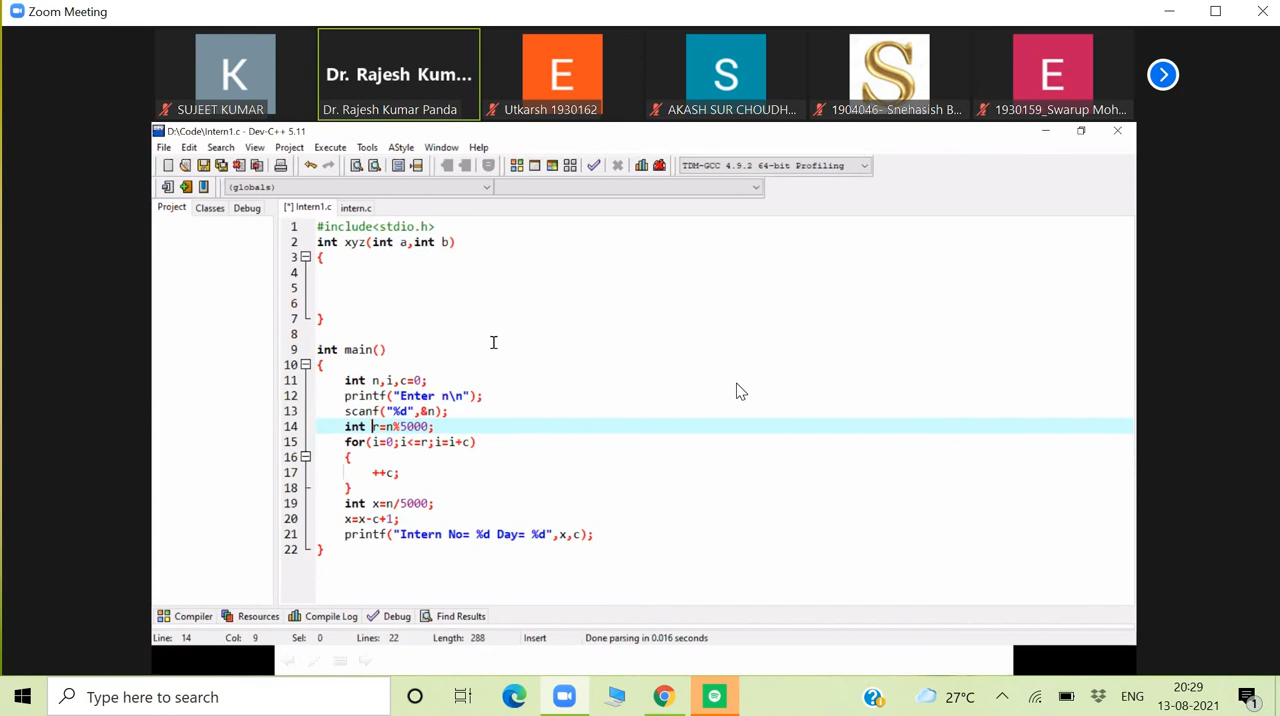 Zoom Meeting
K
Dr. Rajesh Kum...
E
S
S
E
SUJEET KUMAR
Dr. Rajesh Kumar Panda
Utkarsh 1930162
AKASH SUR CHOUDH...
1904046- Snehasish B...
1930159_Swarup Moh...
D:\Code\Intern1.c - Dev-C++ 5.11
File Edit Search View Project Execute Tools AStyle Window Help
TDM-GCC 4.9.2 64-bit Profiling
(globals)
Project Classes Debug
[*] Intern1.c intern.c
1 #include<stdio.h>
2 int xyz(int a,int b)
3 {
4
5
6
7 }
8
9 int main()
10 {
11 int n,i,c=0;
12 printf("Enter n\n");
13 scanf("%d",&n);
14 int r=n%5000;
15 for(i=0;i<=r;i=i+c)
16 {
17 ++c;
18 }
19 int x=n/5000;
20 x=x-c+1;
21 printf("Intern No= %d Day= %d",x,c);
22 }
Compiler Resources Compile Log Debug Find Results
Line: 14 Col: 9 Sel: 0 Lines: 22 Length: 288 Insert Done parsing in 0.016 seconds
Type here to search
27°C
ENG
20:29
13-08-2021
1